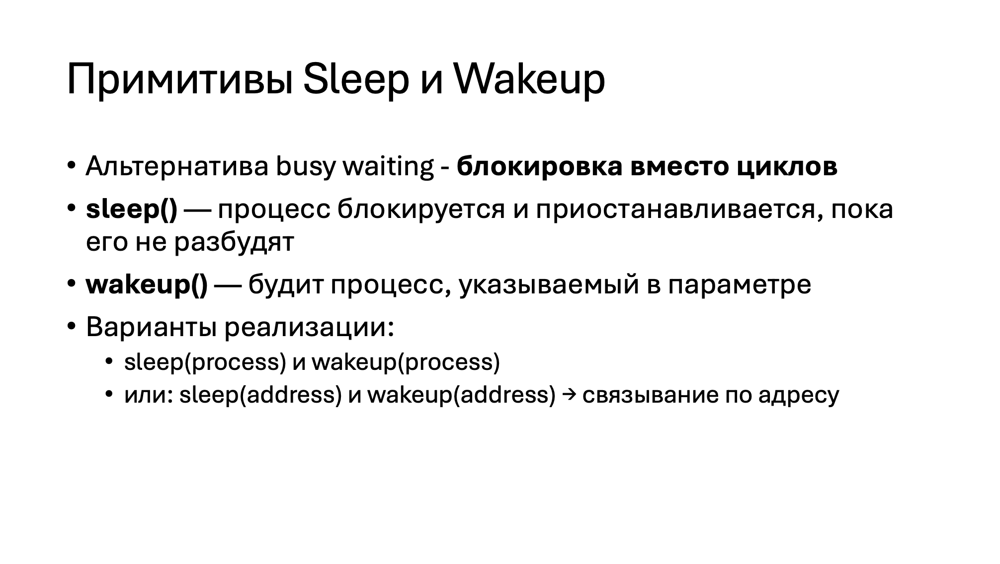 Примитивы Sleep и Wakeup
• Альтернатива busy waiting - блокировка вместо циклов
• sleep() — процесс блокируется и приостанавливается, пока
его не разбудят
• wakeup() — будит процесс, указываемый в параметре
• Варианты реализации:
• sleep(process) и wakeup(process)
• или: sleep(address) и wakeup(address) → связывание по адресу